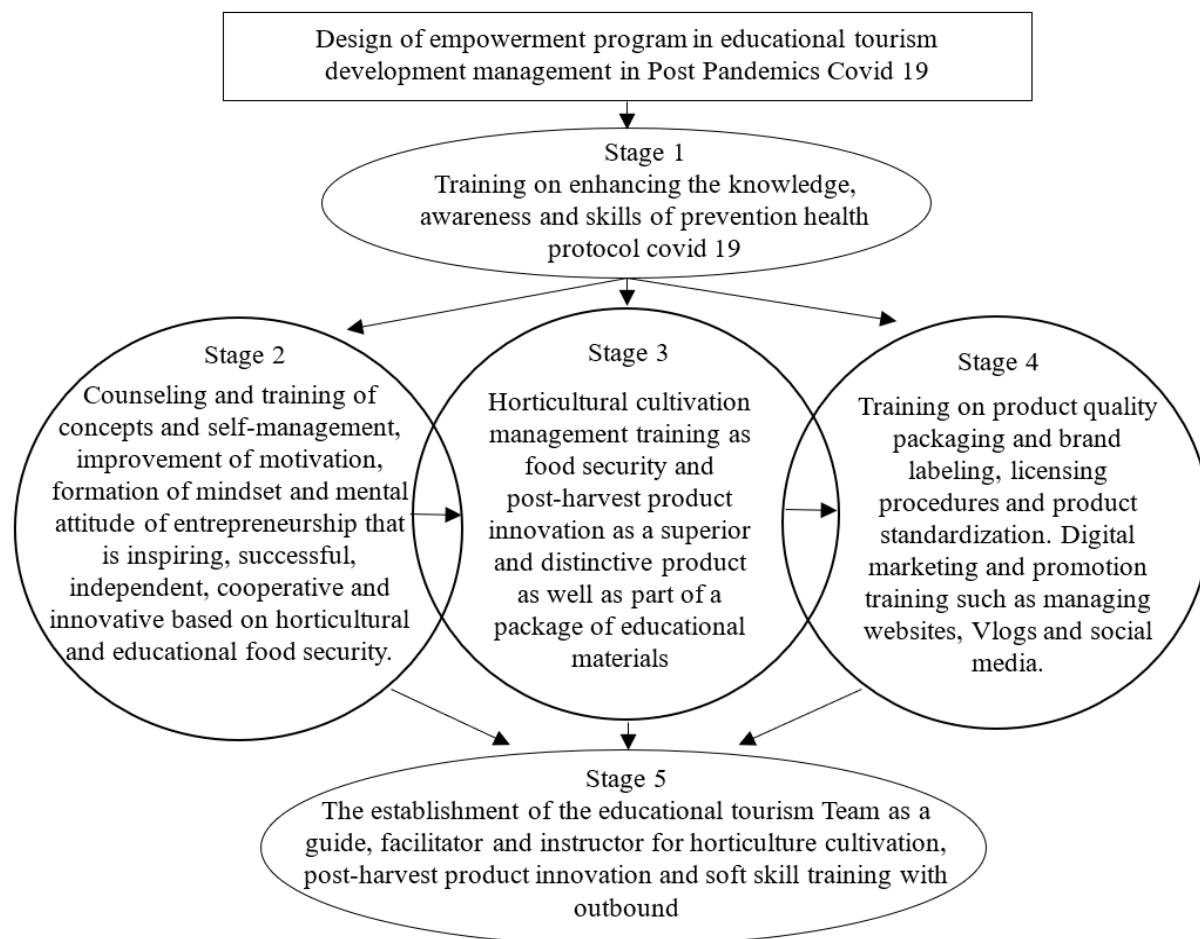 Design of empowerment program in educational tourism
development management in Post Pandemics Covid 19
Stage 1
Training on enhancing the knowledge,
awareness and skills of prevention health
protocol covid 19
Stage 2
Counseling and training of
concepts and self-management,
improvement of motivation,
formation of mindset and mental
attitude of entrepreneurship that
is inspiring, successful,
independent, cooperative and
innovative based on horticultural
and educational food security.
Stage 3
Horticultural cultivation
management training as
food security and
post-harvest product
innovation as a superior
and distinctive product
as well as part of a
package of educational
materials
Stage 4
Training on product quality
packaging and brand
labeling, licensing
procedures and product
standardization. Digital
marketing and promotion
training such as managing
websites, Vlogs and social
media.
Stage 5
The establishment of the educational tourism Team as a
guide, facilitator and instructor for horticulture cultivation,
post-harvest product innovation and soft skill training with
outbound